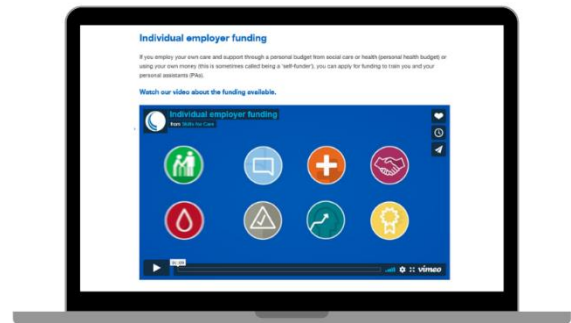 Individual employer funding
If you employ your own care and support through a personal budget from social care or health (personal health budget) or
using your own money (this is sometimes called being a 'self-funder'), you can apply for funding to train you and your
personal assistants (PAs).
Watch our video about the funding available.
Individual employer funding
from Skills for Care
vimeo